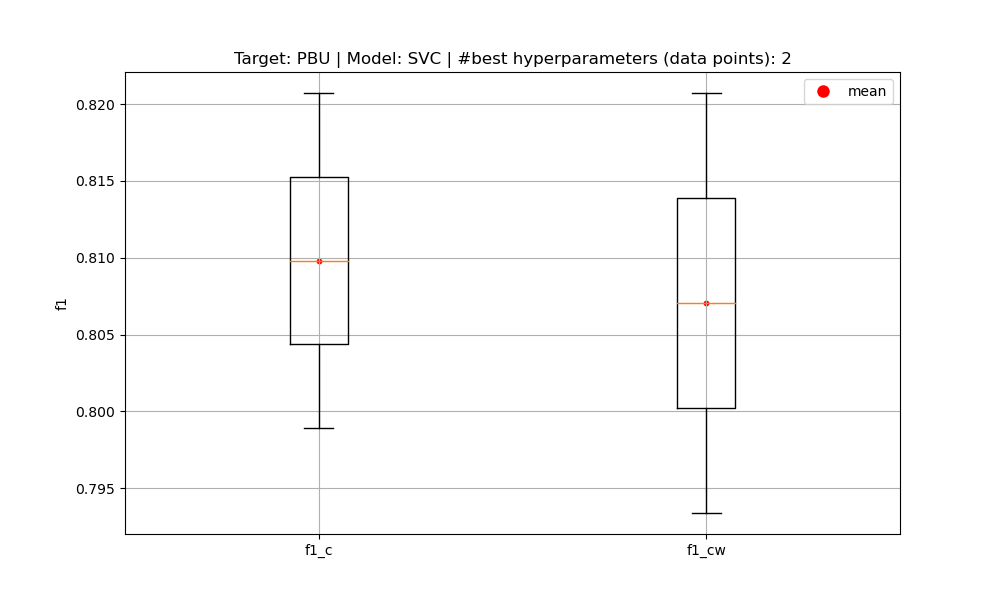 Target: PBU | Model: SVC | #best hyperparameters (data points): 2
mean
0.820
0.815
0.810
0.805
0.800
0.795
f1
f1_c
f1_cw